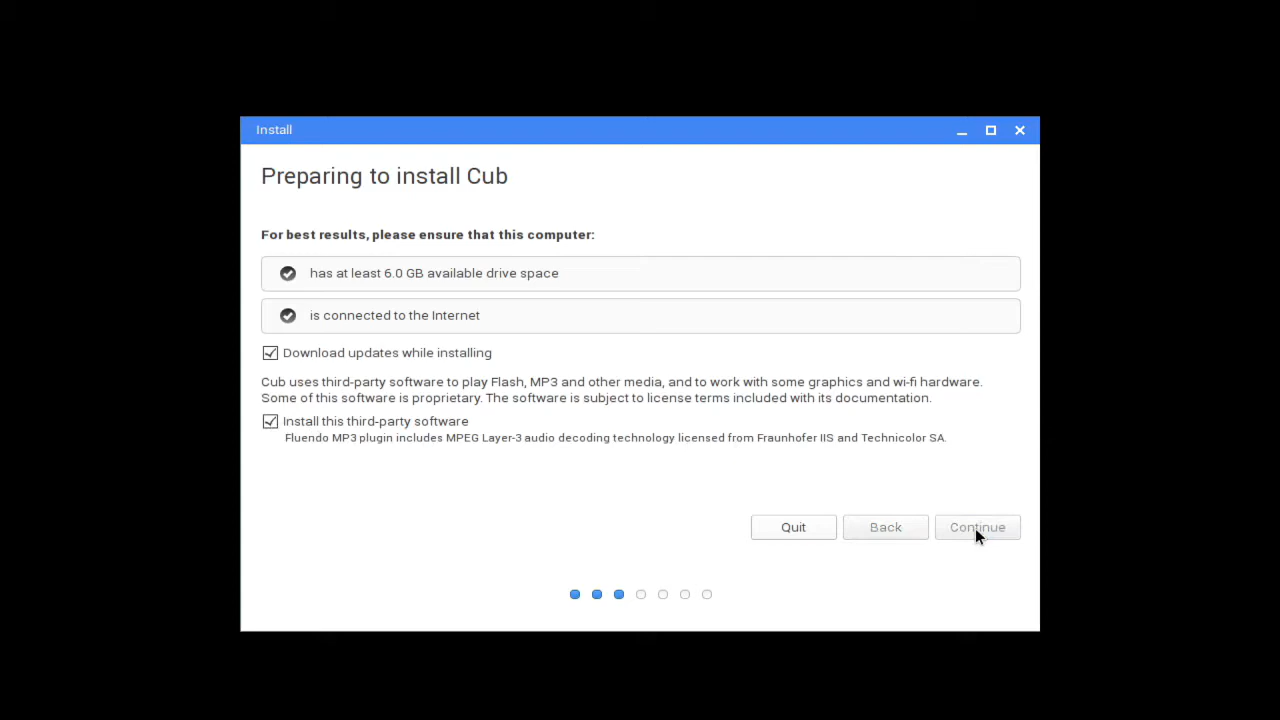 Install
Preparing to install Cub
For best results, please ensure that this computer:
has at least 6.0 GB available drive space
is connected to the Internet
Download updates while installing
Cub uses third-party software to play Flash, MP3 and other media, and to work with some graphics and wi-fi hardware.
Some of this software is proprietary. The software is subject to license terms included with its documentation.
Install this third-party software
Fluendo MP3 plugin includes MPEG Layer-3 audio decoding technology licensed from Fraunhofer IIS and Technicolor SA.
Quit Back Continue